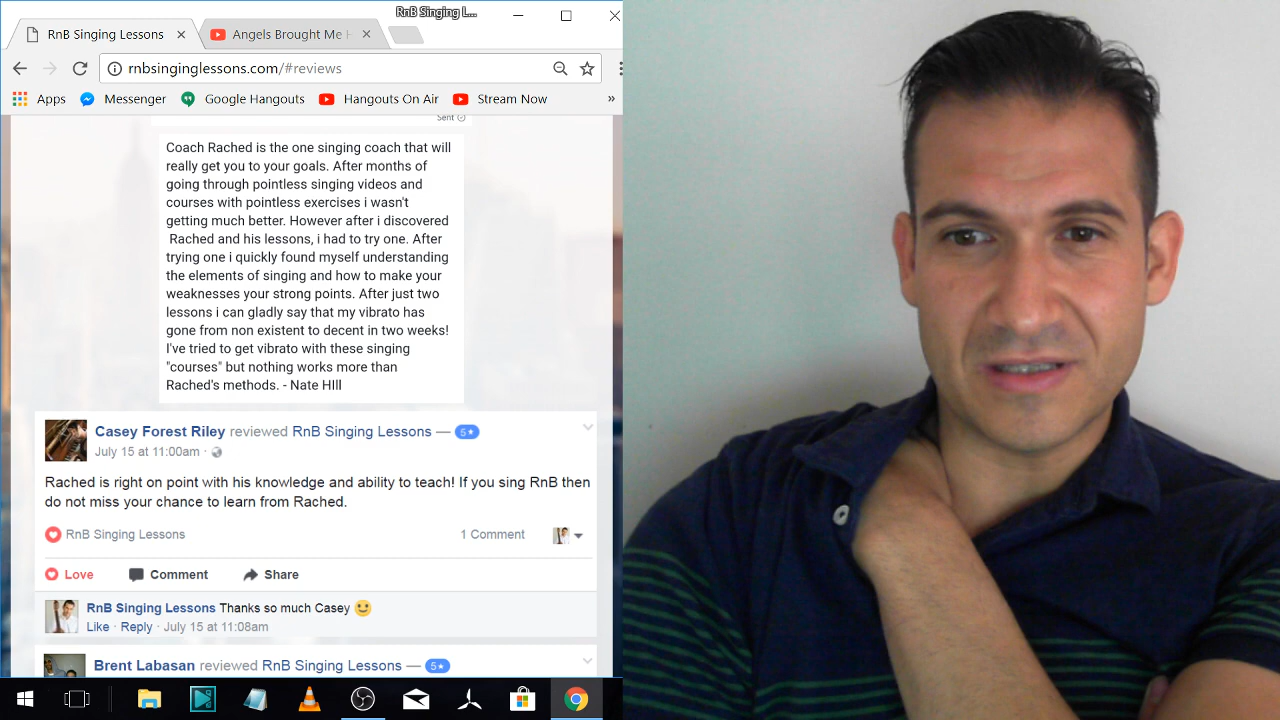 RnB Singing L...
RnB Singing Lessons
Angels Brought Me H
rnbsinginglessons.com/#reviews
Apps Messenger Google Hangouts Hangouts On Air Stream Now »
Sent
Coach Rached is the one singing coach that will
really get you to your goals. After months of
going through pointless singing videos and
courses with pointless exercises i wasn't
getting much better. However after i discovered
Rached and his lessons, i had to try one. After
trying one i quickly found myself understanding
the elements of singing and how to make your
weaknesses your strong points. After just two
lessons i can gladly say that my vibrato has
gone from non existent to decent in two weeks!
I've tried to get vibrato with these singing
"courses" but nothing works more than
Rached's methods. - Nate HIll
Casey Forest Riley reviewed RnB Singing Lessons — 5★
July 15 at 11:00am ·
Rached is right on point with his knowledge and ability to teach! If you sing RnB then
do not miss your chance to learn from Rached.
RnB Singing Lessons 1 Comment
Love Comment Share
RnB Singing Lessons Thanks so much Casey 😉
Like · Reply · July 15 at 11:08am
Brent Labasan reviewed RnB Singing Lessons — 5★